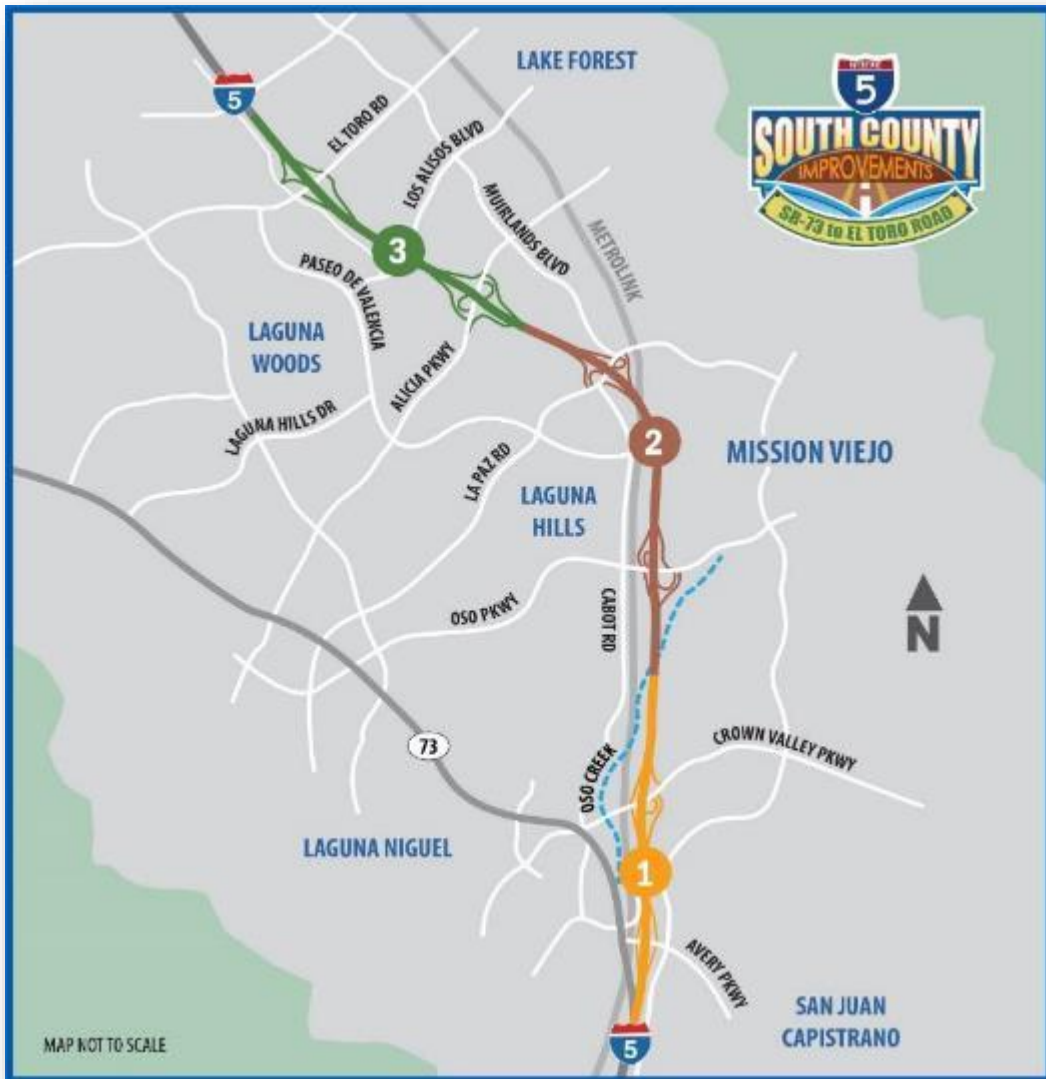 LAKE FOREST
INTERSTATE
5
SOUTH COUNTY
IMPROVEMENTS
SR-73 to EL TORO ROAD
5
EL TORO RD
LOS ALISOS BLVD
MUIRLANDS BLVD
METROLINK
3
PASEO DE VALENCIA
LAGUNA
WOODS
ALICIA PKWY
LAGUNA HILLS DR
2
MISSION VIEJO
LA PAZ RD
LAGUNA
HILLS
OSO PKWY
CABOT RD
N
73
OSO CREEK
CROWN VALLEY PKWY
LAGUNA NIGUEL
1
AVERY PKWY
SAN JUAN
CAPISTRANO
5
MAP NOT TO SCALE